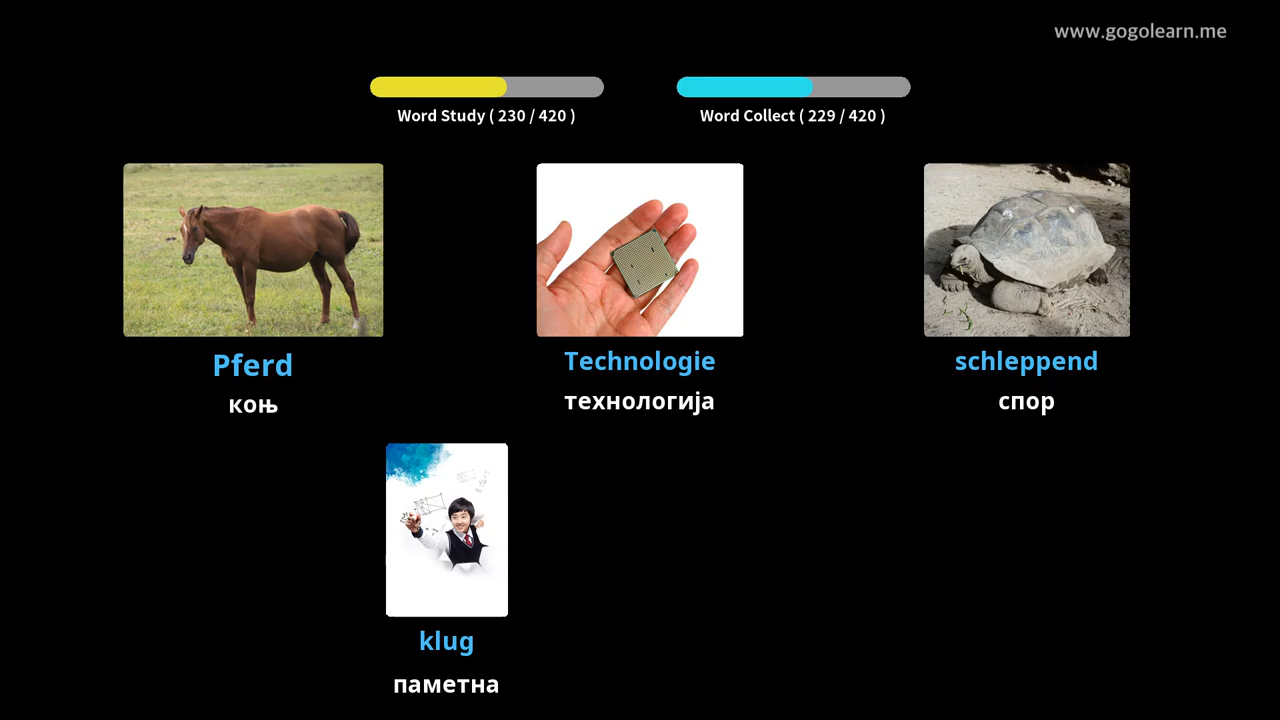 www.gogolearn.me
Word Study ( 230 / 420 )
Word Collect ( 229 / 420 )
Pferd
коњ
Technologie
технологија
schleppend
спор
klug
паметна